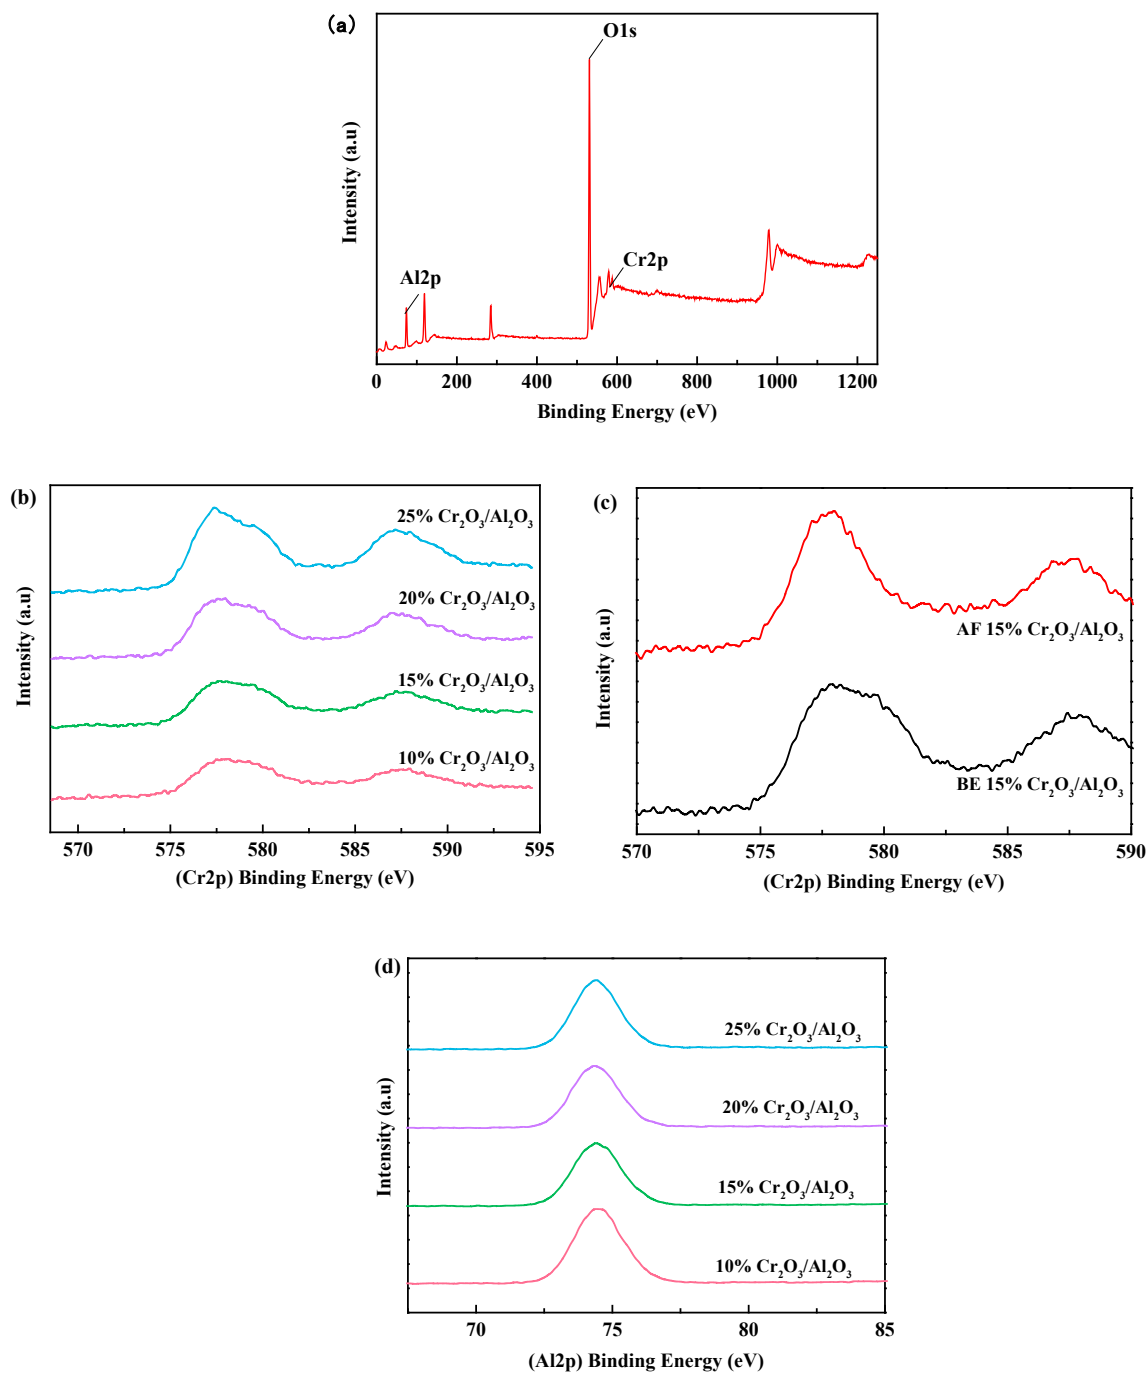 (a)
O1s
Al2p
Cr2p
Intensity (a.u)
0 200 400 600 800 1000 1200
Binding Energy (eV)
(b)
25% Cr₂O₃/Al₂O₃
20% Cr₂O₃/Al₂O₃
15% Cr₂O₃/Al₂O₃
10% Cr₂O₃/Al₂O₃
Intensity (a.u)
570 575 580 585 590 595
(Cr2p) Binding Energy (eV)
(c)
AF 15% Cr₂O₃/Al₂O₃
BE 15% Cr₂O₃/Al₂O₃
Intensity (a.u)
570 575 580 585 590
(Cr2p) Binding Energy (eV)
(d)
25% Cr₂O₃/Al₂O₃
20% Cr₂O₃/Al₂O₃
15% Cr₂O₃/Al₂O₃
10% Cr₂O₃/Al₂O₃
Intensity (a.u)
70 75 80 85
(Al2p) Binding Energy (eV)